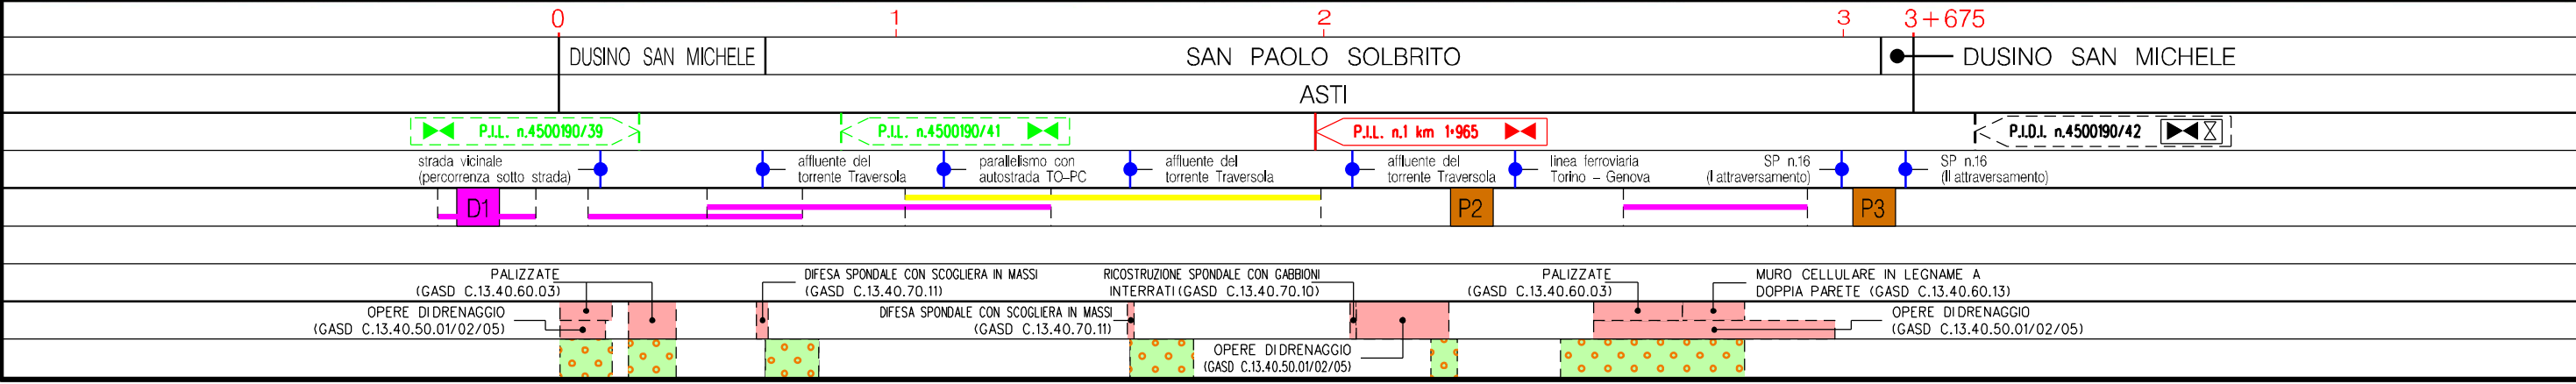 0 1 2 3 3+675
DUSINO SAN MICHELE SAN PAOLO SOLBRITO DUSINO SAN MICHELE
ASTI
P.I.L. n.4500190/39 P.I.L. n.4500190/41 P.I.L. n.1 km 1+965 P.I.D.I. n.4500190/42
strada vicinale
(percorrenza sotto strada)
affluente del
torrente Traversola
parallelismo con
autostrada TO-PC
affluente del
torrente Traversola
affluente del
torrente Traversola
linea ferroviaria
Torino - Genova
SP n.16
(I attraversamento)
SP n.16
(II attraversamento)
D1 P2 P3
PALIZZATE
(GASD C.13.40.60.03)
OPERE DI DRENAGGIO
(GASD C.13.40.50.01/02/05)
DIFESA SPONDALE CON SCOGLIERA IN MASSI
(GASD C.13.40.70.11)
DIFESA SPONDALE CON SCOGLIERA IN MASSI
(GASD C.13.40.70.11)
RICOSTRUZIONE SPONDALE CON GABBIONI
INTERRATI (GASD C.13.40.70.10)
OPERE DI DRENAGGIO
(GASD C.13.40.50.01/02/05)
PALIZZATE
(GASD C.13.40.60.03)
MURO CELLULARE IN LEGNAME A
DOPPIA PARETE (GASD C.13.40.60.13)
OPERE DI DRENAGGIO
(GASD C.13.40.50.01/02/05)